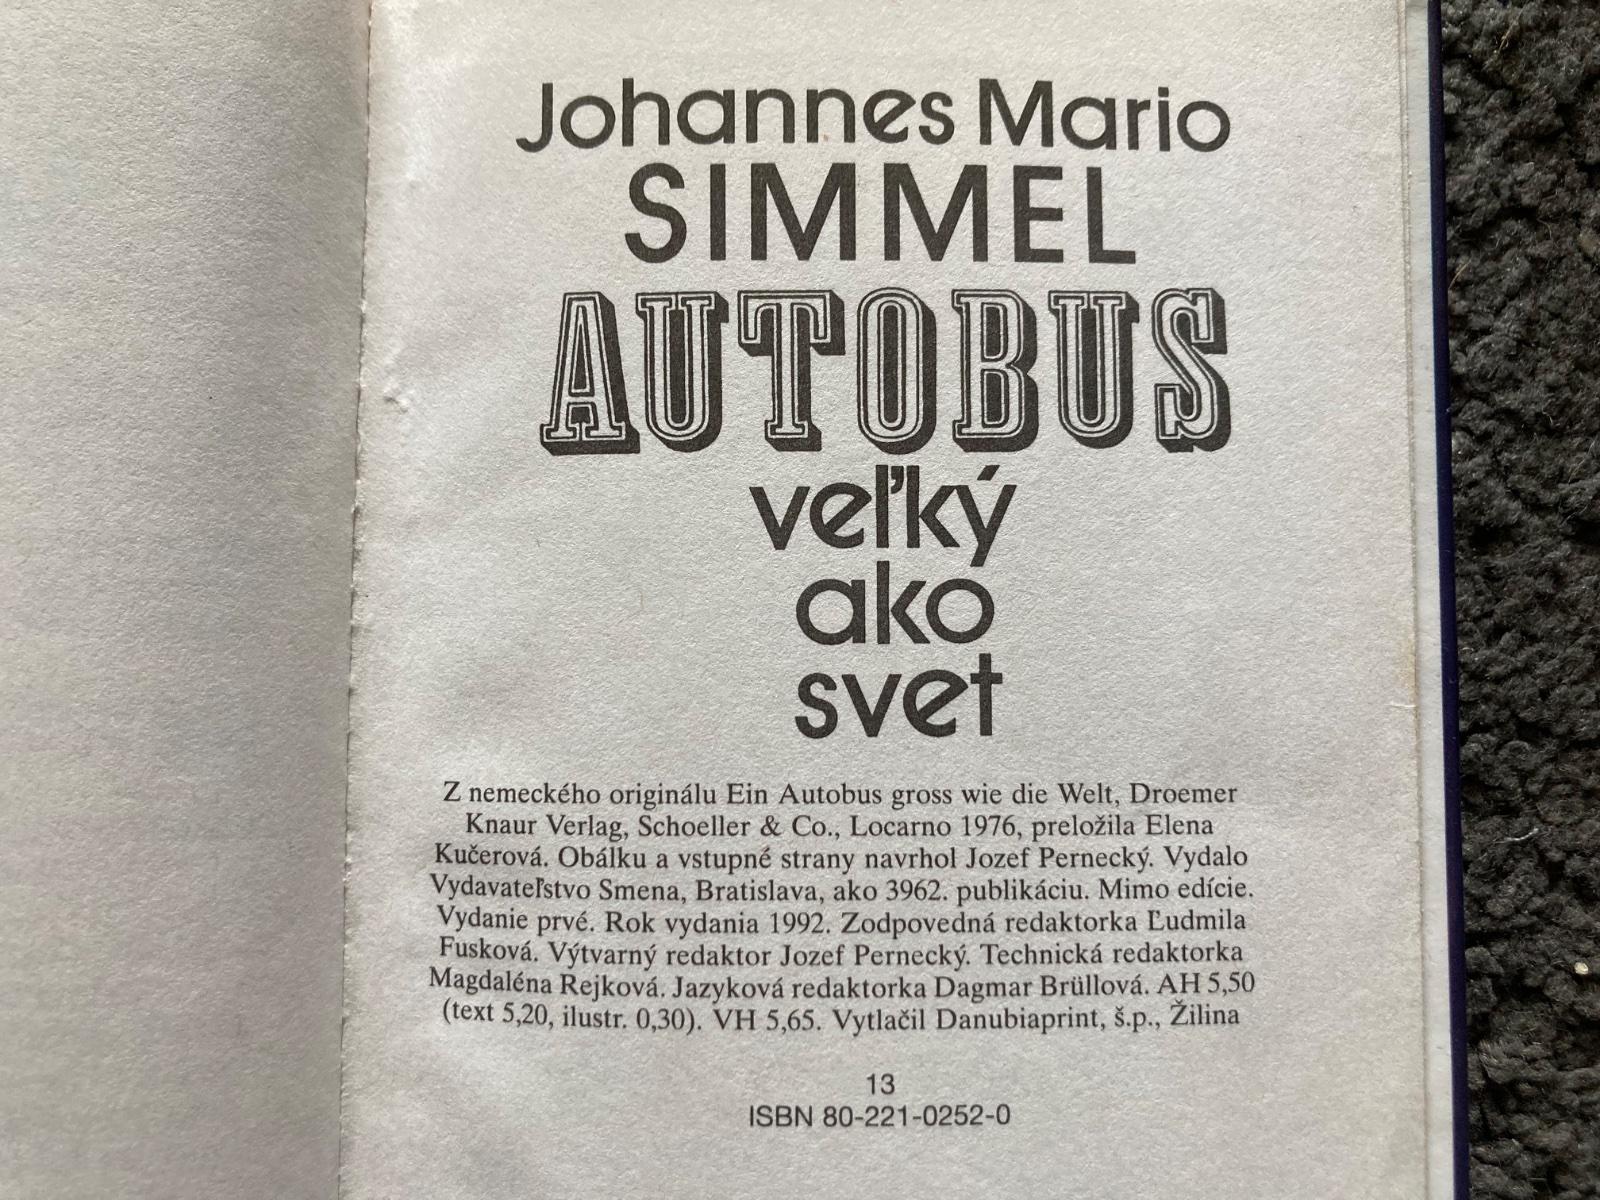 Johannes Mario
SIMMEL
AUTOBUS
veľký
ako
svet
Z nemeckého originálu Ein Autobus gross wie die Welt, Droemer
Knaur Verlag, Schoeller & Co., Locarno 1976, preložila Elena
Kučerová. Obálku a vstupné strany navrhol Jozef Pernecký. Vydalo
Vydavateľstvo Smena, Bratislava, ako 3962. publikáciu. Mimo edície.
Vydanie prvé. Rok vydania 1992. Zodpovedná redaktorka Ľudmila
Fusková. Výtvarný redaktor Jozef Pernecký. Technická redaktorka
Magdaléna Rejková. Jazyková redaktorka Dagmar Brüllová. AH 5,50
(text 5,20, ilustr. 0,30). VH 5,65. Vytlačil Danubiaprint, š.p., Žilina
13
ISBN 80-221-0252-0